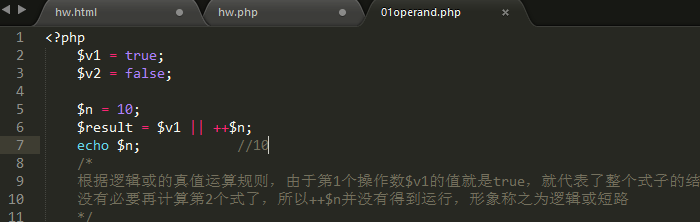 hw.html
hw.php
01operand.php
1 <?php
2 $v1 = true;
3 $v2 = false;
4
5 $n = 10;
6 $result = $v1 || ++$n;
7 echo $n; //10
8 /*
9 根据逻辑或的真值运算规则，由于第1个操作数$v1的值就是true，就代表了整个式子的结
10 没有必要再计算第2个式了，所以++$n并没有得到运行，形象称之为逻辑或短路
11 */